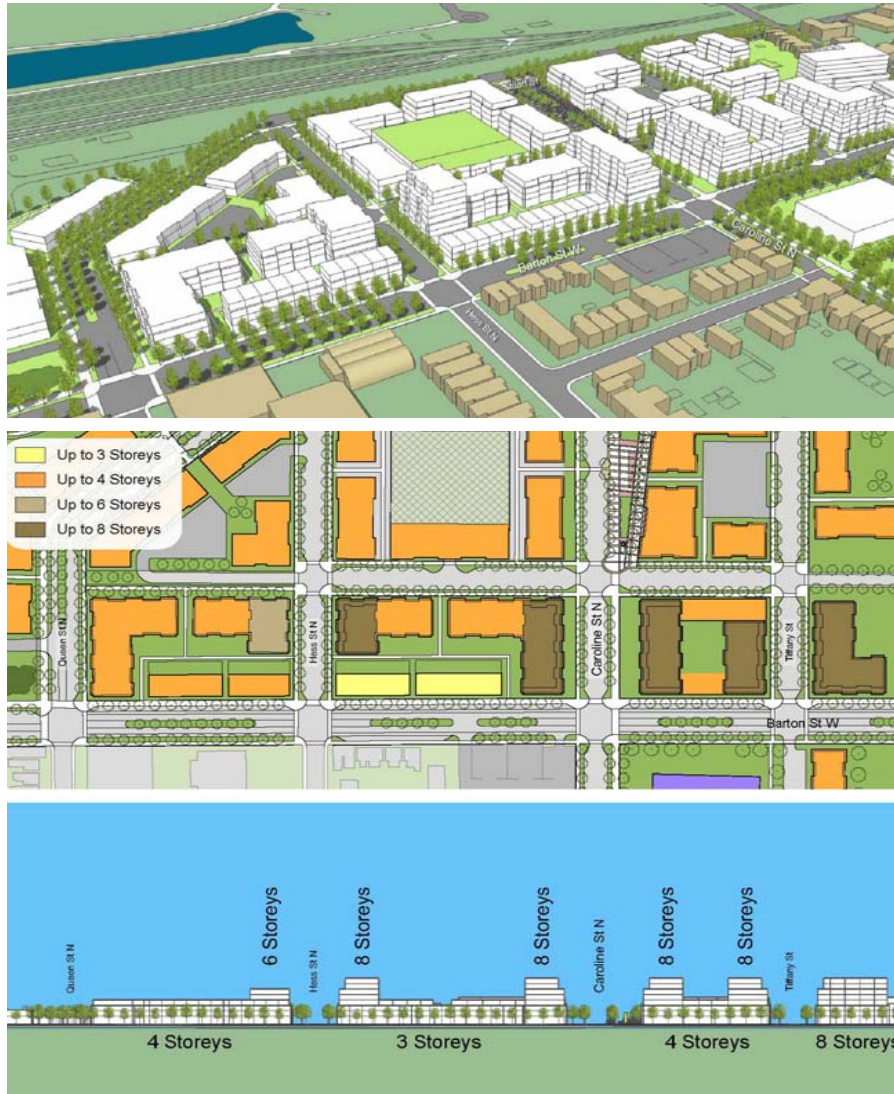 Stuart St
Barton St W
Caroline St N
Hess St N
Up to 3 Storeys
Up to 4 Storeys
Up to 6 Storeys
Up to 8 Storeys
Queen St N
Hess St N
Caroline St N
Tiffany St
Barton St W
Queen St N
6 Storeys
Hess St N
8 Storeys
8 Storeys
Caroline St N
8 Storeys
8 Storeys
Tiffany St
4 Storeys
3 Storeys
4 Storeys
8 Storeys